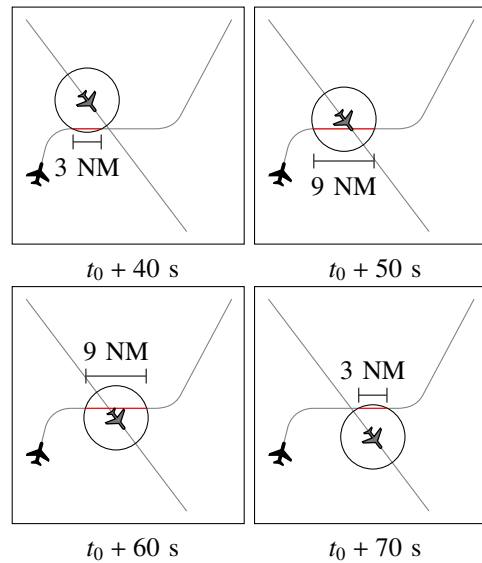 3 NM
9 NM
t₀ + 40 s
t₀ + 50 s
9 NM
3 NM
t₀ + 60 s
t₀ + 70 s